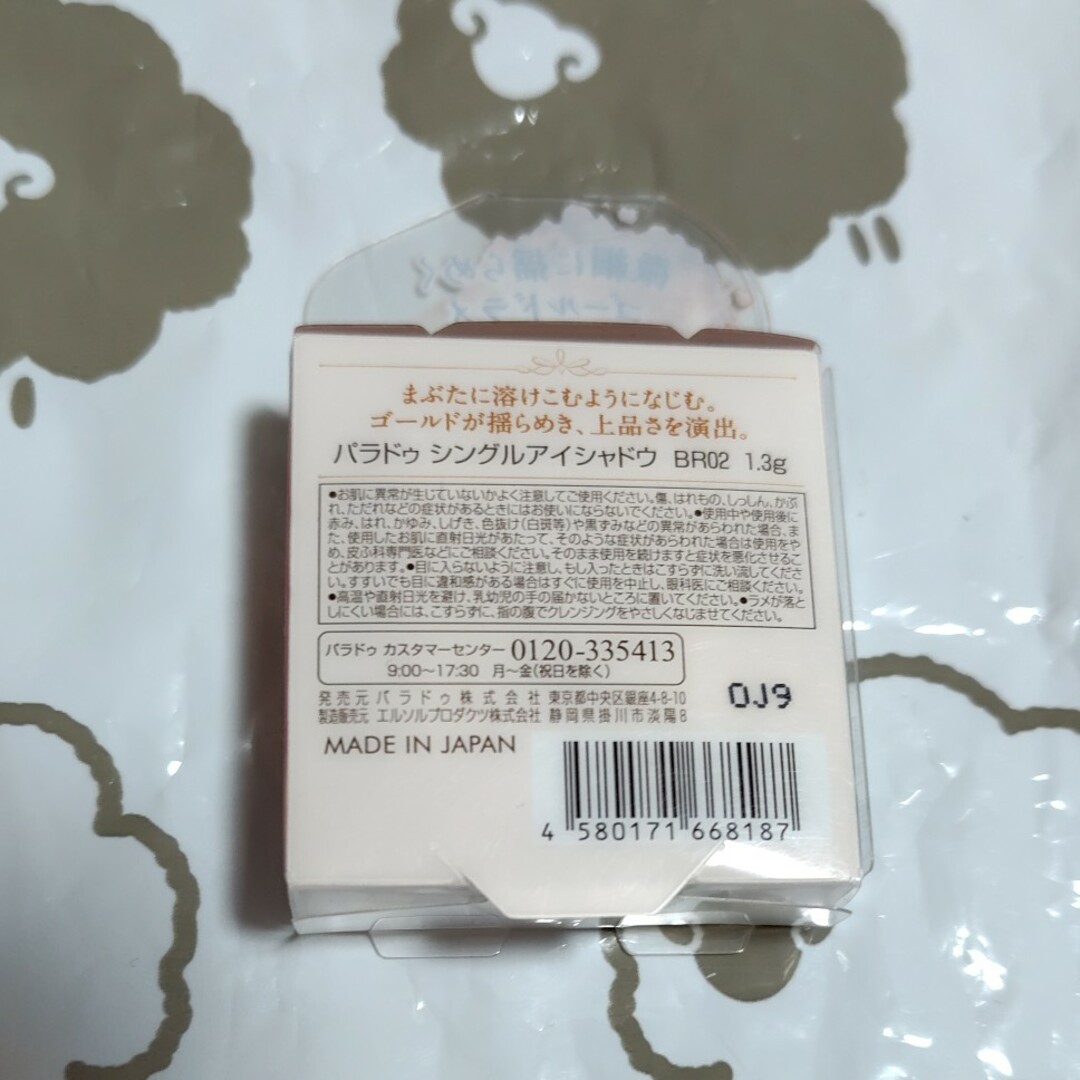 繊細に揺らめく
ゴールドラメ
まぶたに溶けこむようになじむ。
ゴールドが揺らめき、上品さを演出。
パラドゥ シングルアイシャドウ BR02 1.3g
●お肌に異常が生じていないかよく注意してご使用ください。傷、はれもの、しっしん、かぶ
れ、ただれなどの症状があるときにはお使いにならないでください。●使用中や使用後に
赤み、はれ、かゆみ、しげき、色抜け(白斑等)や黒ずみなどの異常があらわれた場合、ま
た、使用したお肌に直射日光があたって、そのような症状があらわれた場合は使用をや
め、皮ふ科専門医などにご相談ください。そのまま使用を続けますと症状を悪化させるこ
とがあります。●目に入らないように注意し、もし入ったときはこすらずに洗い流してくださ
い。すすいでも目に違和感がある場合はすぐに使用を中止し、眼科医にご相談ください。
●高温や直射日光を避け、乳幼児の手の届かないところに置いてください。●ラメが落と
しにくい場合には、こすらずに、指の腹でクレンジングをやさしくなじませてください。
パラドゥ カスタマーセンター 0120-335413
9:00〜17:30 月〜金(祝日を除く)
発売元 パラドゥ株式会社 東京都中央区銀座4-8-10
製造販売元 エルソルプロダクツ株式会社 静岡県掛川市淡陽8
OJ9
MADE IN JAPAN
4 580171 668187